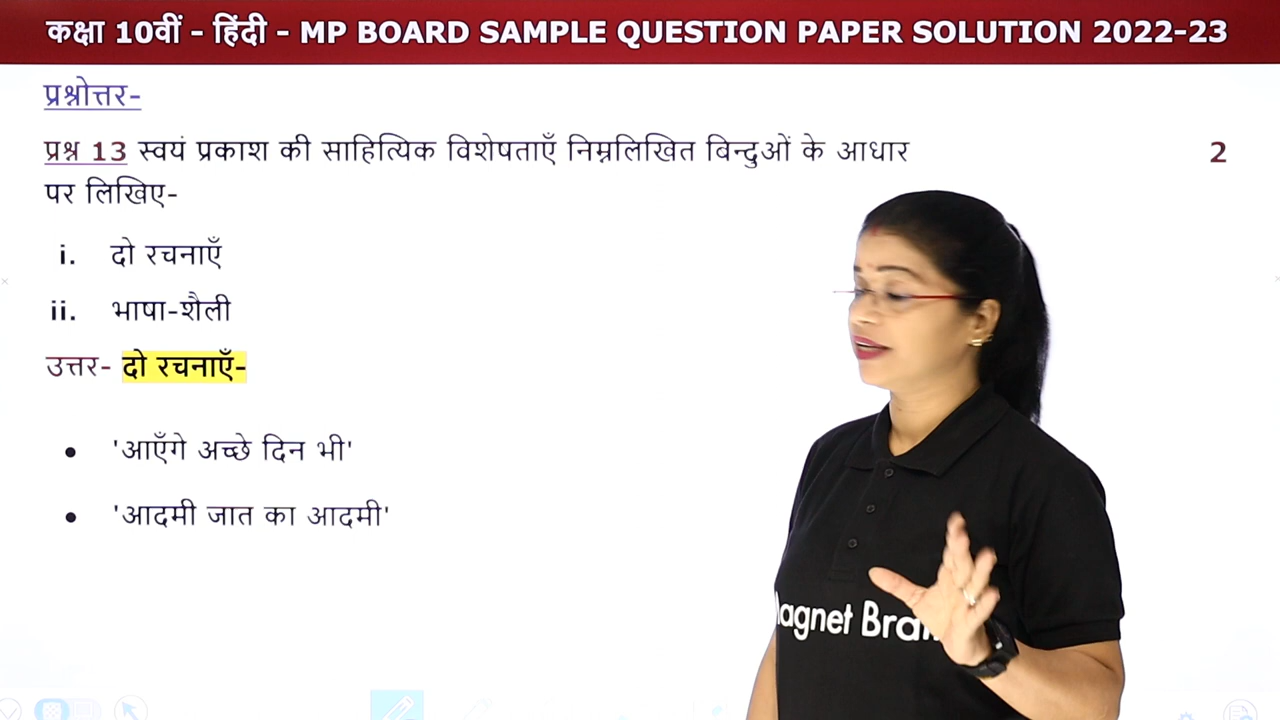 कक्षा 10वीं - हिंदी - MP BOARD SAMPLE QUESTION PAPER SOLUTION 2022-23
प्रश्नोत्तर-
प्रश्न 13 स्वयं प्रकाश की साहित्यिक विशेषताएँ निम्नलिखित विन्दुओं के आधार 2
पर लिखिए-
i. दो रचनाएँ
ii. भाषा-शैली
उत्तर- दो रचनाएँ-
• 'आएँगे अच्छे दिन भी'
• 'आदमी जात का आदमी'